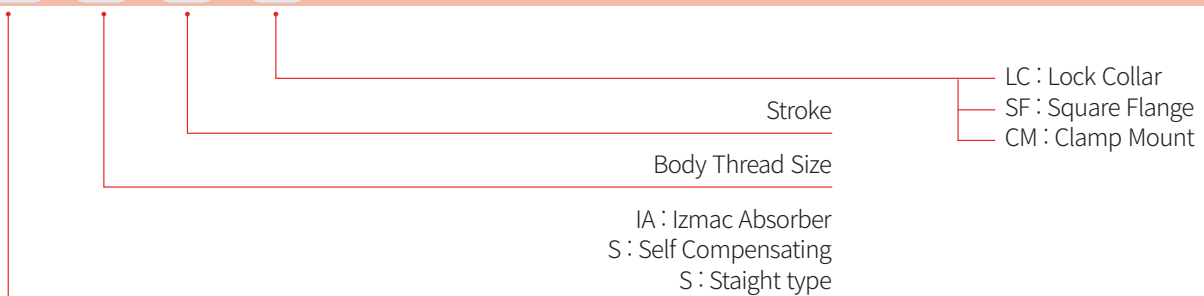 LC : Lock Collar
SF : Square Flange
CM : Clamp Mount
Stroke
Body Thread Size
IA : Izmac Absorber
S : Self Compensating
S : Staight type